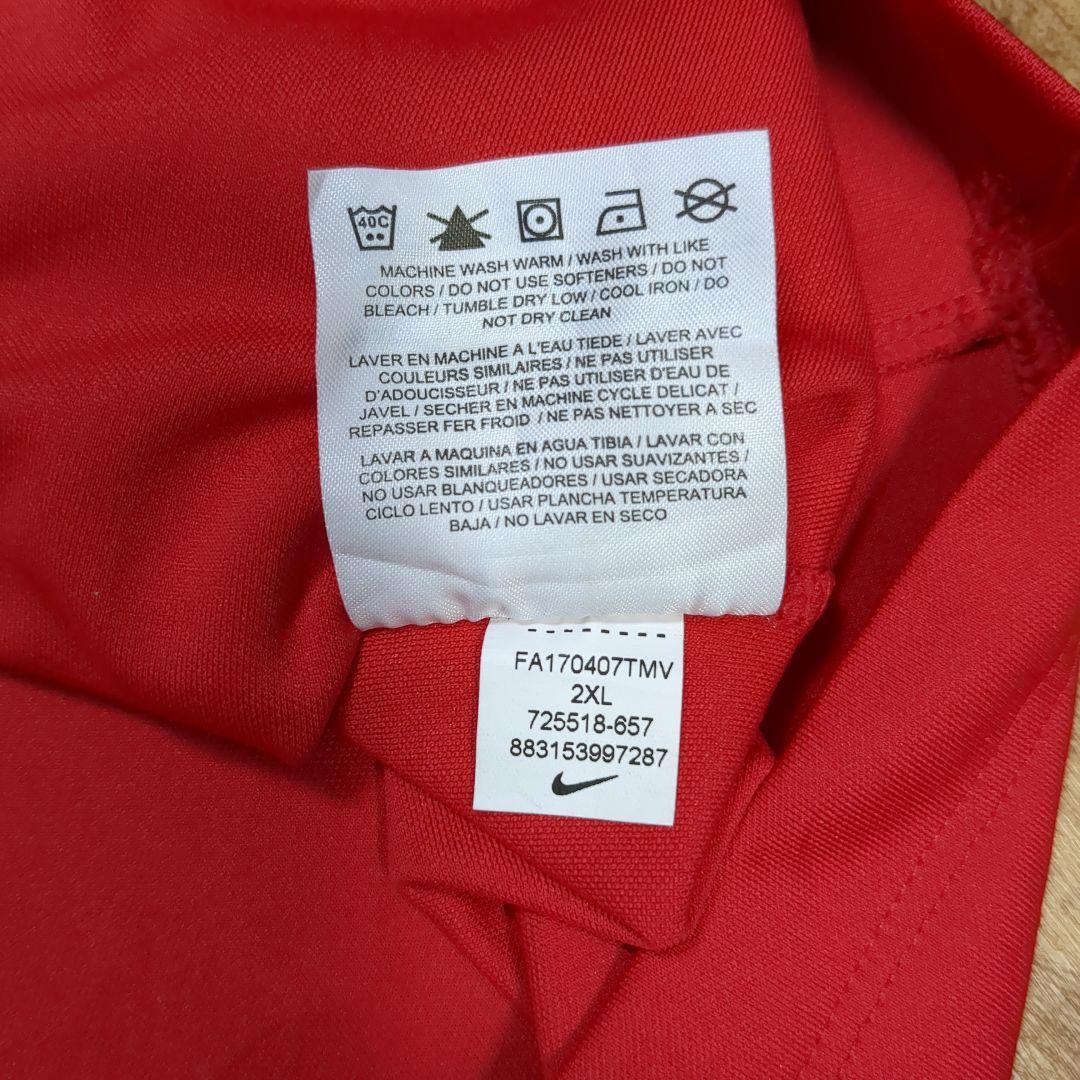 40C
MACHINE WASH WARM / WASH WITH LIKE
COLORS / DO NOT USE SOFTENERS / DO NOT
BLEACH / TUMBLE DRY LOW / COOL IRON / DO
NOT DRY CLEAN
LAVER EN MACHINE A L'EAU TIEDE / LAVER AVEC
COULEURS SIMILAIRES / NE PAS UTILISER
D'ADOUCISSEUR / NE PAS UTILISER D'EAU DE
JAVEL / SECHER EN MACHINE CYCLE DELICAT /
REPASSER FER FROID / NE PAS NETTOYER A SEC
LAVAR A MAQUINA EN AGUA TIBIA / LAVAR CON
COLORES SIMILARES / NO USAR SUAVIZANTES /
NO USAR BLANQUEADORES / USAR SECADORA
CICLO LENTO / USAR PLANCHA TEMPERATURA
BAJA / NO LAVAR EN SECO
FA170407TMV
2XL
725518-657
883153997287